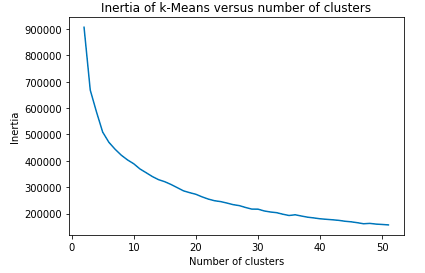 Inertia of k-Means versus number of clusters
900000
800000
700000
600000
500000
400000
300000
200000
Inertia
0 10 20 30 40 50
Number of clusters